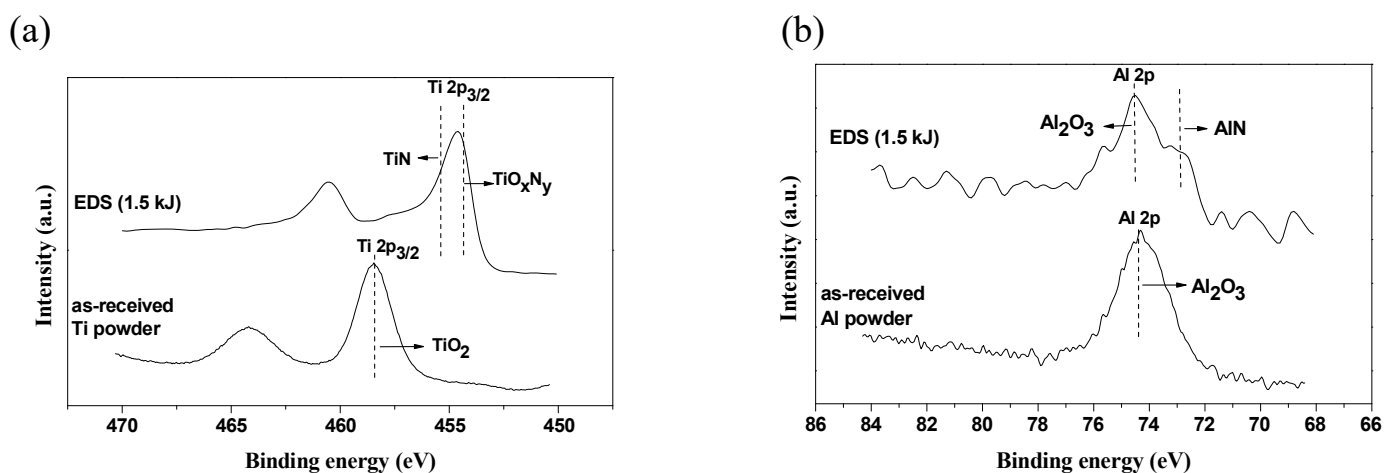 (a)
Ti 2p3/2
TiN
TiOxNy
EDS (1.5 kJ)
Ti 2p3/2
as-received
Ti powder
TiO2
Intensity (a.u.)
470 465 460 455 450
Binding energy (eV)
(b)
Al 2p
Al2O3
AlN
EDS (1.5 kJ)
Al 2p
Al2O3
as-received
Al powder
Intensity (a.u.)
86 84 82 80 78 76 74 72 70 68 66
Binding energy (eV)